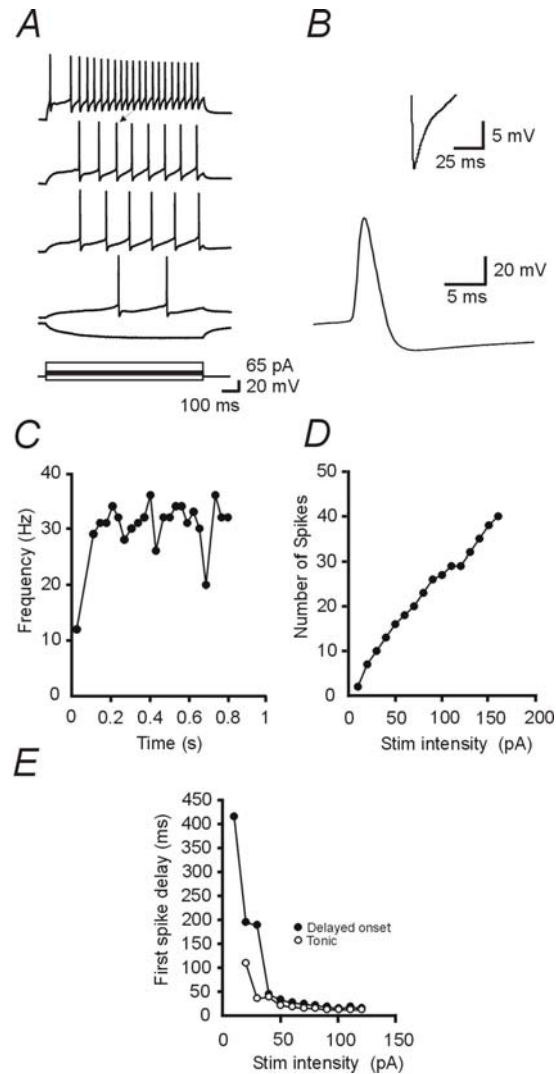 A
65 pA
20 mV
100 ms
B
5 mV
25 ms
20 mV
5 ms
C
Frequency (Hz)
40
30
20
10
0
0 0.2 0.4 0.6 0.8 1
Time (s)
D
Number of Spikes
50
40
30
20
10
0
0 50 100 150 200
Stim intensity (pA)
E
First spike delay (ms)
450
400
350
300
250
200
150
100
50
0
0 50 100 150
Delayed onset
Tonic
Stim intensity (pA)